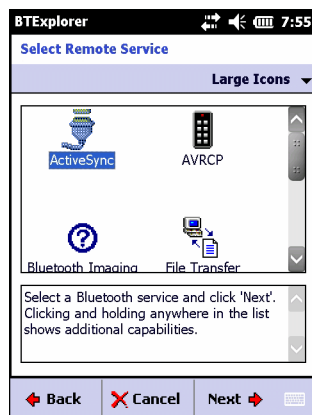 BTExplorer 7:55
Select Remote Service
Large Icons
ActiveSync AVRCP
Bluetooth Imaging File Transfer
Select a Bluetooth service and click 'Next'.
Clicking and holding anywhere in the list
shows additional capabilities.
Back Cancel Next